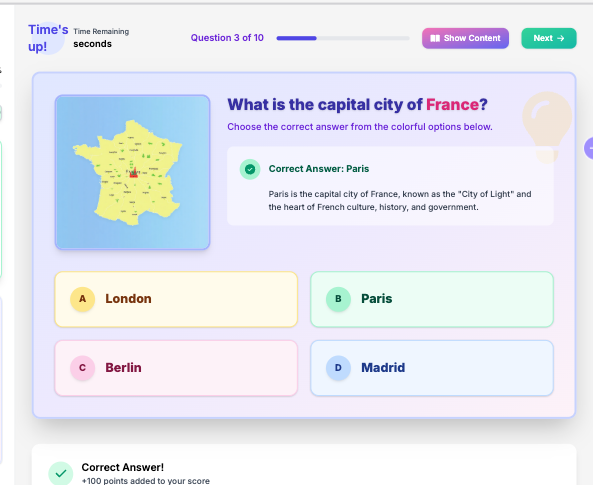 Time's up!
Time Remaining
seconds
Question 3 of 10
Show Content
Next →
What is the capital city of France?
Choose the correct answer from the colorful options below.
Correct Answer: Paris
Paris is the capital city of France, known as the "City of Light" and
the heart of French culture, history, and government.
A London
B Paris
C Berlin
D Madrid
Correct Answer!
+100 points added to your score